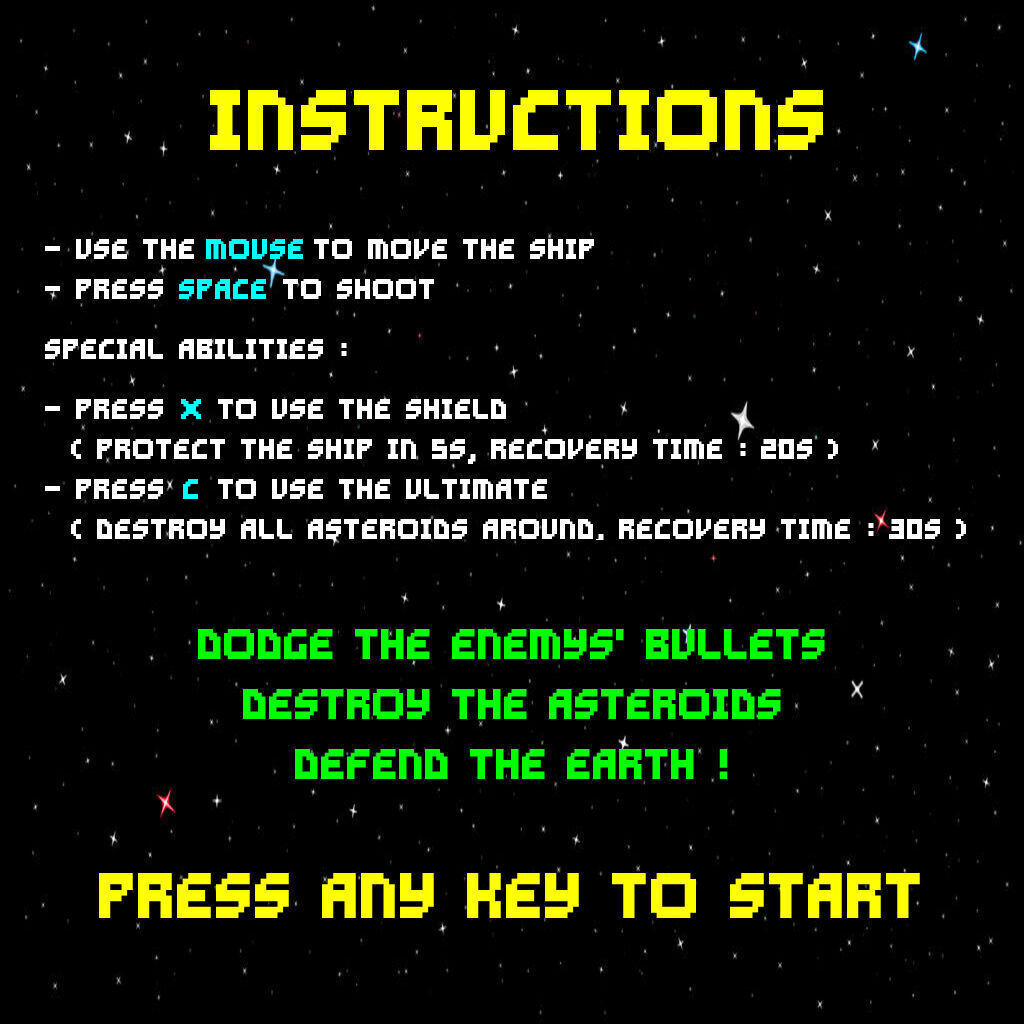 INSTRUCTIONS
- USE THE MOUSE TO MOVE THE SHIP
- PRESS SPACE TO SHOOT
SPECIAL ABILITIES :
- PRESS X TO USE THE SHIELD
( PROTECT THE SHIP IN 5S, RECOVERY TIME : 20S )
- PRESS C TO USE THE ULTIMATE
( DESTROY ALL ASTEROIDS AROUND, RECOVERY TIME : 30S )
DODGE THE ENEMYS' BULLETS
DESTROY THE ASTEROIDS
DEFEND THE EARTH !
PRESS ANY KEY TO START